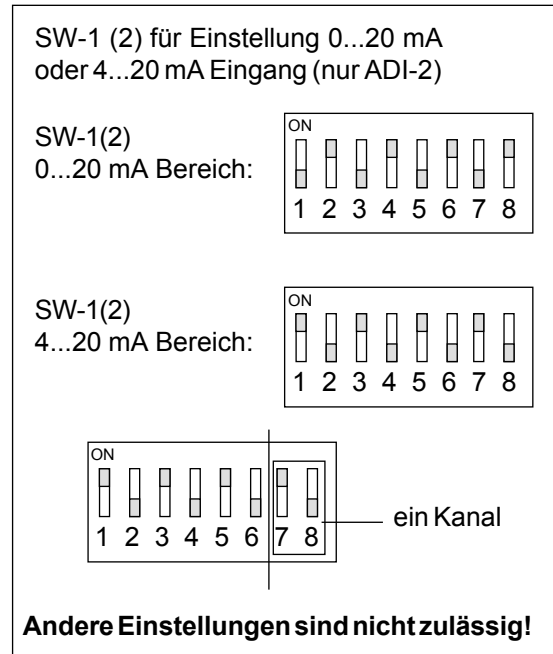 SW-1 (2) für Einstellung 0...20 mA
oder 4...20 mA Eingang (nur ADI-2)
SW-1(2)
0...20 mA Bereich:
ON
1 2 3 4 5 6 7 8
SW-1(2)
4...20 mA Bereich:
ON
1 2 3 4 5 6 7 8
ON
1 2 3 4 5 6 7 8
ein Kanal
Andere Einstellungen sind nicht zulässig!